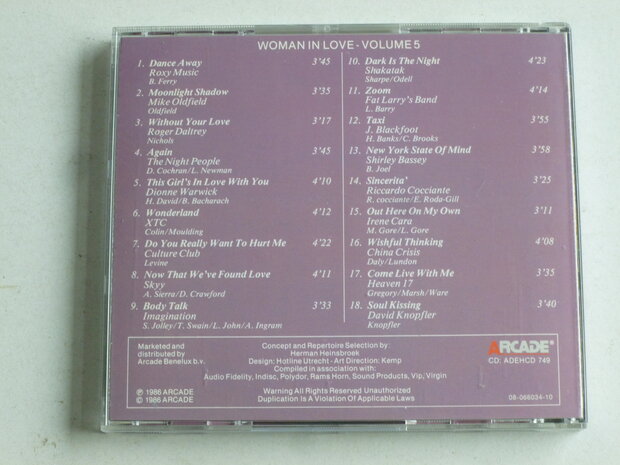 WOMAN IN LOVE - VOLUME 5
1. Dance Away 3'45
Roxy Music
B. Ferry
2. Moonlight Shadow 3'35
Mike Oldfield
Oldfield
3. Without Your Love 3'17
Roger Daltrey
Nichols
4. Again 3'45
The Night People
D. Cochran/L. Newman
5. This Girl's In Love With You 4'10
Dionne Warwick
H. David/B. Bacharach
6. Wonderland 4'12
XTC
Colin/Moulding
7. Do You Really Want To Hurt Me 4'22
Culture Club
Levine
8. Now That We've Found Love 4'11
Skyy
A. Sierra/D. Crawford
9. Body Talk 3'33
Imagination
S. Jolley/T. Swain/L. John/A. Ingram
10. Dark Is The Night 4'23
Shakatak
Sharpe/Odell
11. Zoom 4'14
Fat Larry's Band
L. Barry
12. Taxi 3'55
J. Blackfoot
H. Banks/C. Brooks
13. New York State Of Mind 3'58
Shirley Bassey
B. Joel
14. Sincerita' 3'25
Riccardo Cocciante
R. cocciante/E. Roda-Gill
15. Out Here On My Own 3'11
Irene Cara
M. Gore/L. Gore
16. Wishful Thinking 4'08
China Crisis
Daly/Lundon
17. Come Live With Me 3'35
Heaven 17
Gregory/Marsh/Ware
18. Soul Kissing 3'40
David Knopfler
Knopfler
Marketed and
distributed by
Arcade Benelux b.v.
℗ 1986 ARCADE
© 1986 ARCADE
Concept and Repertoire Selection by:
Herman Heinsbroek
Design: Hotline Utrecht - Art Direction: Kemp
Compiled in association with:
Audio Fidelity, Indisc, Polydor, Rams Horn, Sound Products, Vip, Virgin
Warning All Rights Reserved Unauthorized
Duplication Is A Violation Of Applicable Laws
ARCADE®
CD: ADEHCD 749
08-066034-10